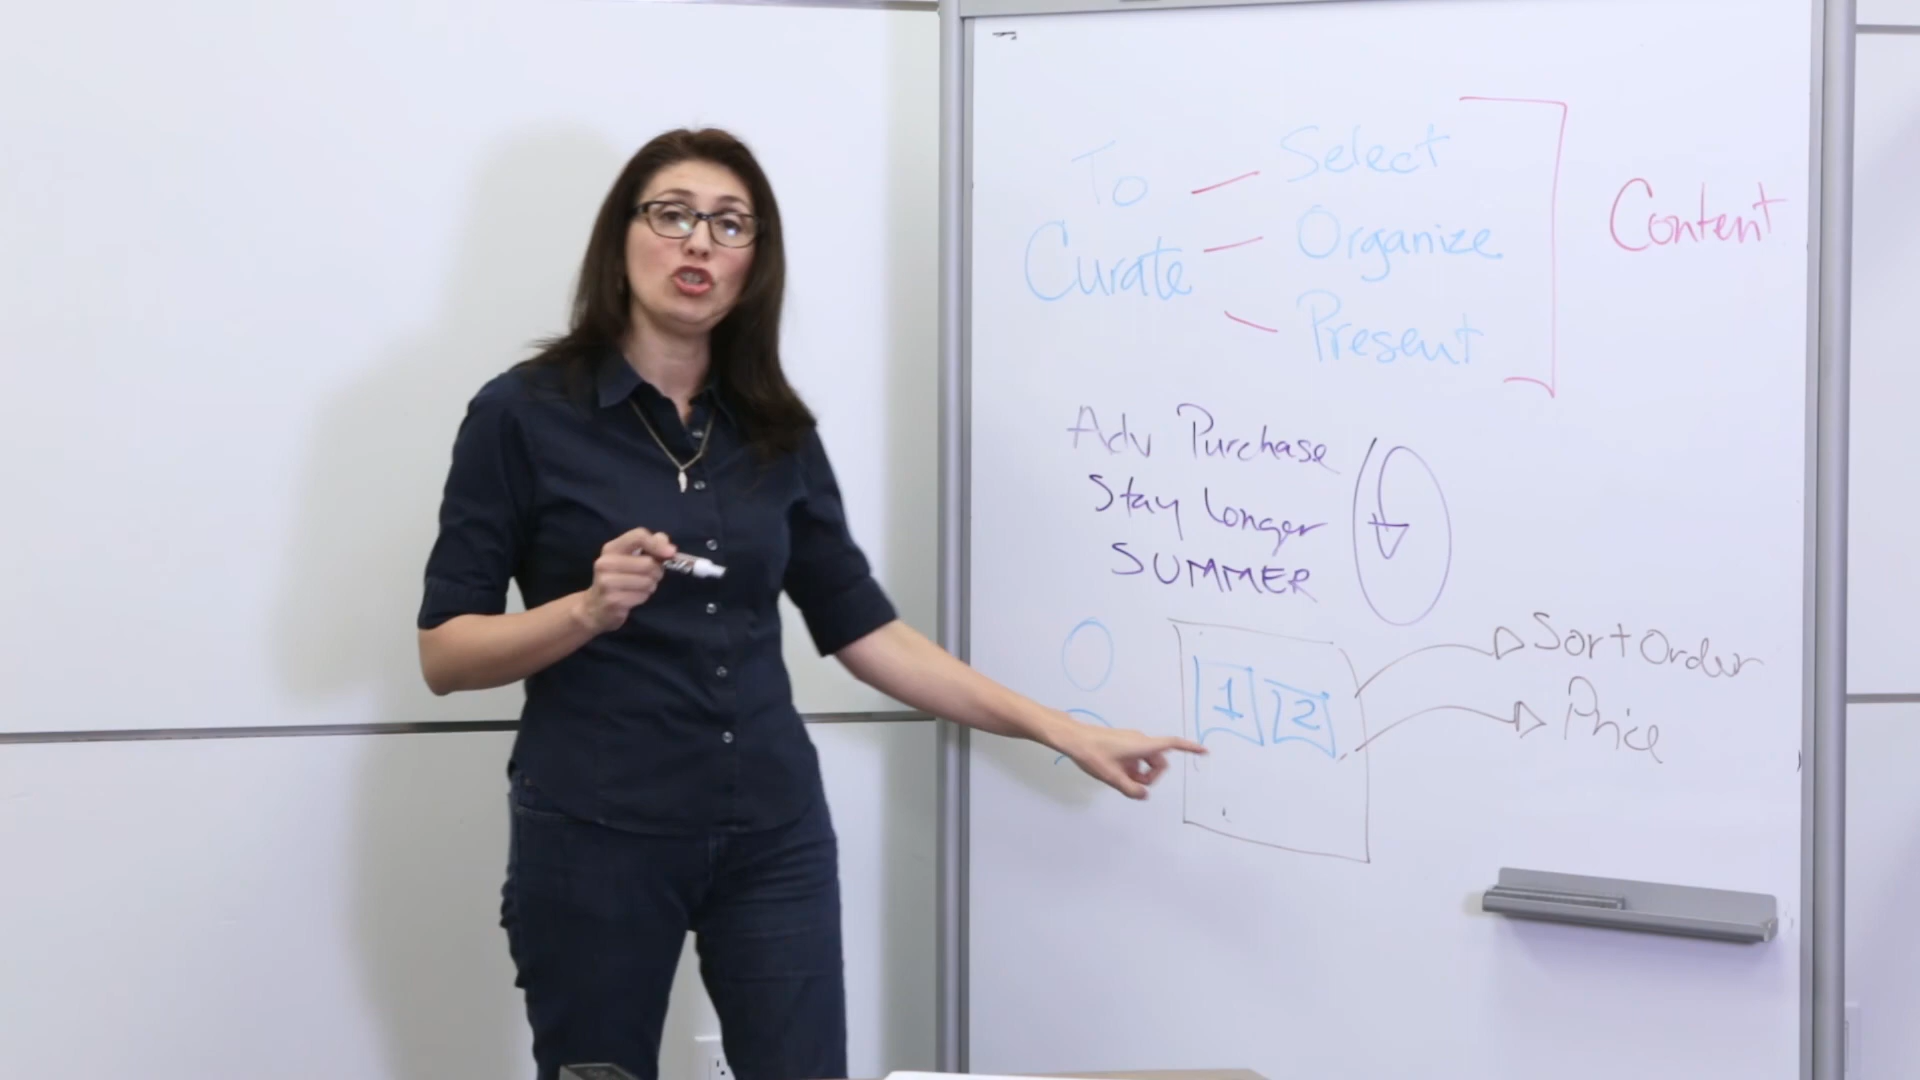 To
Curate
Select
Organize
Present
Content
Adv Purchase
Stay Longer
SUMMER
1 2
Sort Order
Price